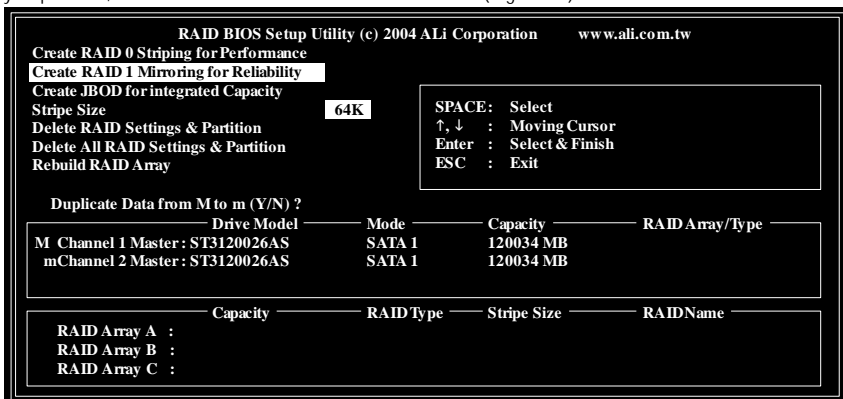 RAID BIOS Setup Utility (c) 2004 ALi Corporation www.ali.com.tw
Create RAID 0 Striping for Performance
Create RAID 1 Mirroring for Reliability
Create JBOD for integrated Capacity
Stripe Size 64K
Delete RAID Settings & Partition
Delete All RAID Settings & Partition
Rebuild RAID Array
SPACE: Select
↑, ↓ : Moving Cursor
Enter : Select & Finish
ESC : Exit
Duplicate Data from M to m (Y/N) ?
Drive Model Mode Capacity RAID Array/Type
M Channel 1 Master : ST3120026AS SATA 1 120034 MB
mChannel 2 Master : ST3120026AS SATA 1 120034 MB
Capacity RAID Type Stripe Size RAIDName
RAID Array A :
RAID Array B :
RAID Array C :